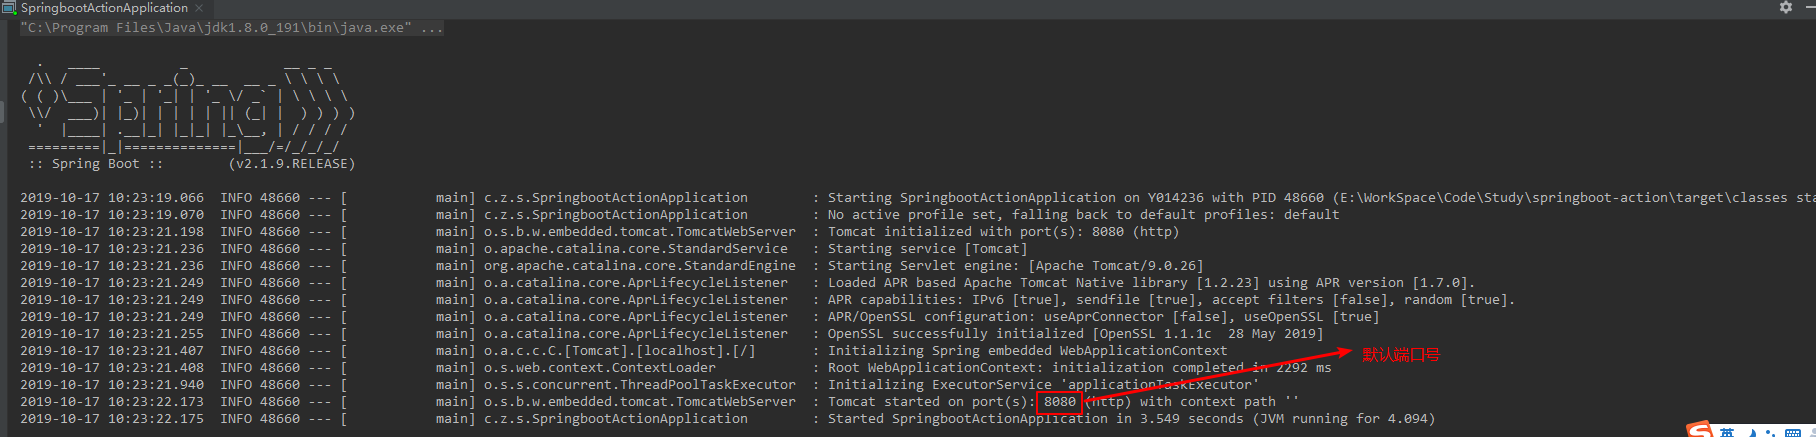 SpringbootActionApplication
"C:\Program Files\Java\jdk1.8.0_191\bin\java.exe" ...
  .   ____          _            __ _ _
 /\\ / ___'_ __ _ _(_)_ __  __ _ \ \ \ \
( ( )\___ | '_ | '_| | '_ \/ _` | \ \ \ \
 \\/  ___)| |_)| | | | | || (_| |  ) ) ) )
  '  |____| .__|_| |_|_| |_\__, | / / / /
 =========|_|==============|___/=/_/_/_/
 :: Spring Boot ::        (v2.1.9.RELEASE)
2019-10-17 10:23:19.066  INFO 48660 --- [           main] c.z.s.SpringbootActionApplication        : Starting SpringbootActionApplication on Y014236 with PID 48660 (E:\WorkSpace\Code\Study\springboot-action\target\classes sta
2019-10-17 10:23:19.070  INFO 48660 --- [           main] c.z.s.SpringbootActionApplication        : No active profile set, falling back to default profiles: default
2019-10-17 10:23:21.198  INFO 48660 --- [           main] o.s.b.w.embedded.tomcat.TomcatWebServer  : Tomcat initialized with port(s): 8080 (http)
2019-10-17 10:23:21.236  INFO 48660 --- [           main] o.apache.catalina.core.StandardService   : Starting service [Tomcat]
2019-10-17 10:23:21.236  INFO 48660 --- [           main] org.apache.catalina.core.StandardEngine  : Starting Servlet engine: [Apache Tomcat/9.0.26]
2019-10-17 10:23:21.249  INFO 48660 --- [           main] o.a.catalina.core.AprLifecycleListener   : Loaded APR based Apache Tomcat Native library [1.2.23] using APR version [1.7.0].
2019-10-17 10:23:21.249  INFO 48660 --- [           main] o.a.catalina.core.AprLifecycleListener   : APR capabilities: IPv6 [true], sendfile [true], accept filters [false], random [true].
2019-10-17 10:23:21.249  INFO 48660 --- [           main] o.a.catalina.core.AprLifecycleListener   : APR/OpenSSL configuration: useAprConnector [false], useOpenSSL [true]
2019-10-17 10:23:21.255  INFO 48660 --- [           main] o.a.catalina.core.AprLifecycleListener   : OpenSSL successfully initialized [OpenSSL 1.1.1c  28 May 2019]
2019-10-17 10:23:21.407  INFO 48660 --- [           main] o.a.c.c.C.[Tomcat].[localhost].[/]       : Initializing Spring embedded WebApplicationContext
默认端口号
2019-10-17 10:23:21.408  INFO 48660 --- [           main] o.s.web.context.ContextLoader            : Root WebApplicationContext: initialization completed in 2292 ms
2019-10-17 10:23:21.940  INFO 48660 --- [           main] o.s.s.concurrent.ThreadPoolTaskExecutor  : Initializing ExecutorService 'applicationTaskExecutor'
2019-10-17 10:23:22.173  INFO 48660 --- [           main] o.s.b.w.embedded.tomcat.TomcatWebServer  : Tomcat started on port(s): 8080 (http) with context path ''
2019-10-17 10:23:22.175  INFO 48660 --- [           main] c.z.s.SpringbootActionApplication        : Started SpringbootActionApplication in 3.549 seconds (JVM running for 4.094)
英